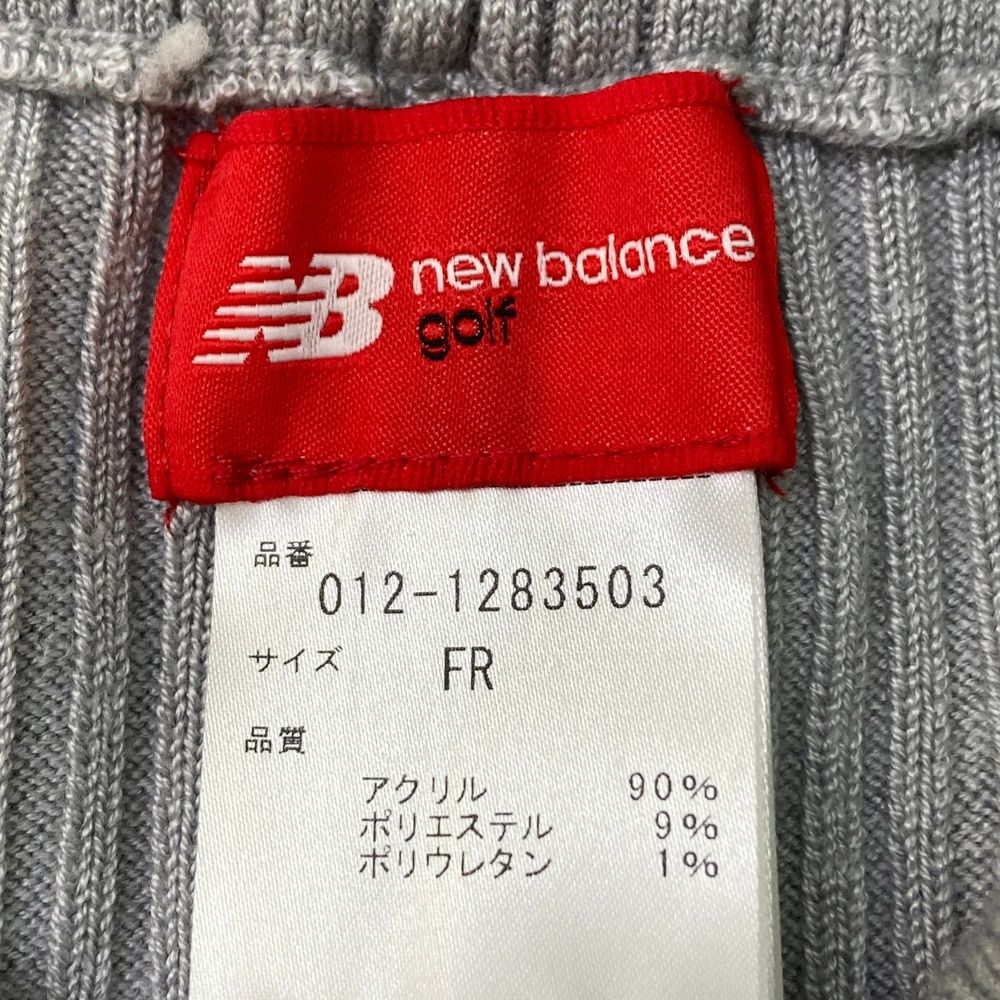 NB new balance
golf
品番
012-1283503
サイズ FR
品質
アクリル 90%
ポリエステル 9%
ポリウレタン 1%